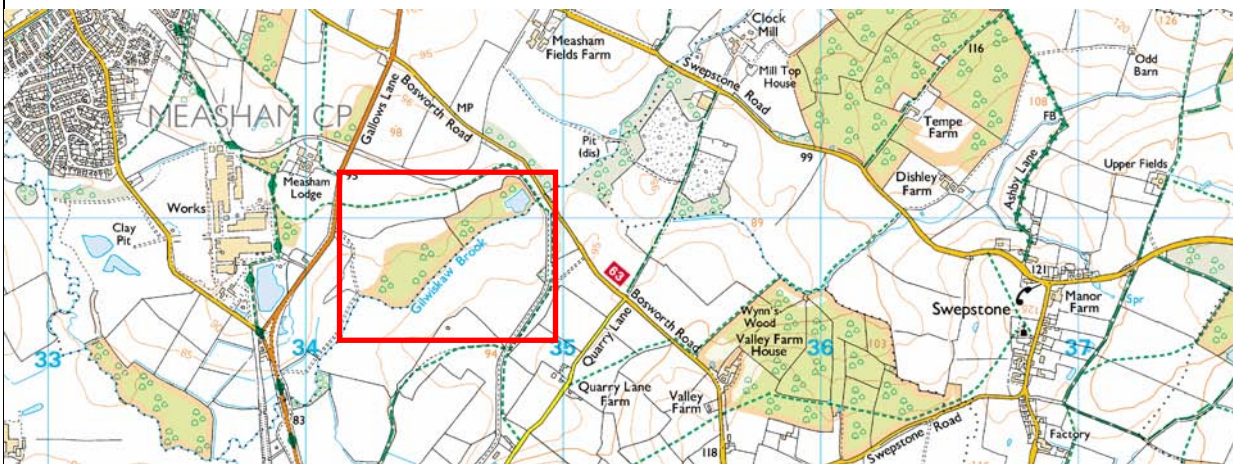 MEASHAM CP
Works
Clay
Pit
Measham
Lodge
Gallows Lane
Bosworth Road
MP
95
96
98
93
Measham
Fields Farm
Clock
Mill
Mill Top
House
Swepstone Road
Pit
(dis)
99
116
120
126
Odd
Barn
108
FB
Tempe
Farm
Dishley
Farm
Ashby Lane
Upper Fields
89
Gilwiskaw Brook
95
63
Bosworth Road
Quarry Lane
94
33
34
35
36
37
83
Quarry Lane
Farm
Valley
Farm
118
Wynn's
Wood
Valley Farm
House
103
Swepstone
121
Manor
Farm
Spr
Factory
Swepstone Road